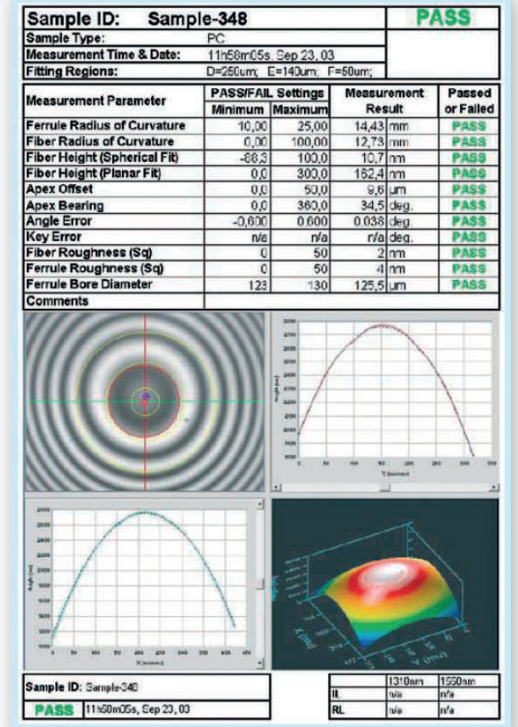 Sample ID: Sample-348 PASS
Sample Type: PC
Measurement Time & Date: 11h58m05s, Sep 23, 03
Fitting Regions: D=250um; E=140um; F=50um;
Measurement Parameter PASS/FAIL Settings Measurement Result Passed or Failed
Minimum Maximum
Ferrule Radius of Curvature 10,00 25,00 14,43 mm PASS
Fiber Radius of Curvature 0,00 100,00 12,73 mm PASS
Fiber Height (Spherical Fit) -88,3 100,0 10,7 nm PASS
Fiber Height (Planar Fit) 0,0 300,0 162,4 nm PASS
Apex Offset 0,0 50,0 9,6 µm PASS
Apex Bearing 0,0 360,0 34,5 deg. PASS
Angle Error -0,600 0.600 0.038 deg. PASS
Key Error n/a n/a n/a deg. PASS
Fiber Roughness (Sq) 0 50 2 nm PASS
Ferrule Roughness (Sq) 0 50 4 nm PASS
Ferrule Bore Diameter 123 130 125,5 µm PASS
Comments
Sample ID: Sample-348
PASS 11h58m05s, Sep 23, 03
1310nm 1550nm
IL n/a n/a
RL n/a n/a